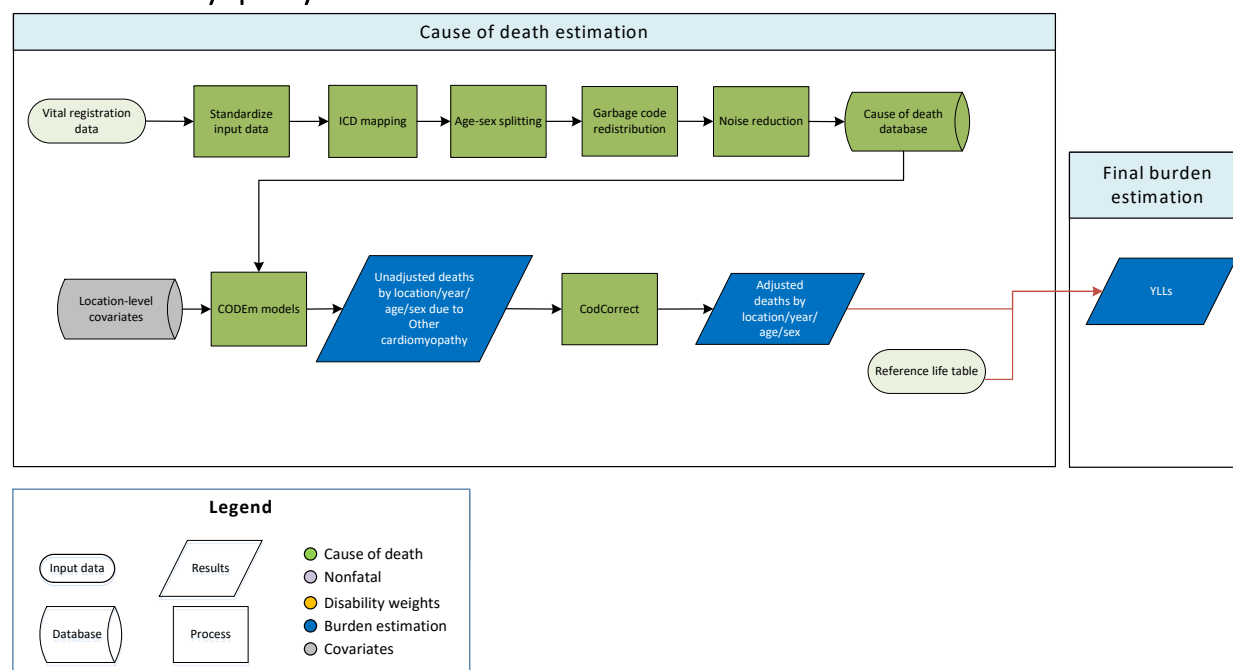 Cause of death estimation
Vital registration
data
Standardize
input data
ICD mapping
Age-sex splitting
Garbage code
redistribution
Noise reduction
Cause of death
database
Final burden
estimation
Location-level
covariates
CODEm models
Unadjusted deaths
by location/year/
age/sex due to
Other
cardiomyopathy
CodCorrect
Adjusted
deaths by
location/year/
age/sex
YLLs
Reference life table
Legend
Input data
Results
Database
Process
Cause of death
Nonfatal
Disability weights
Burden estimation
Covariates